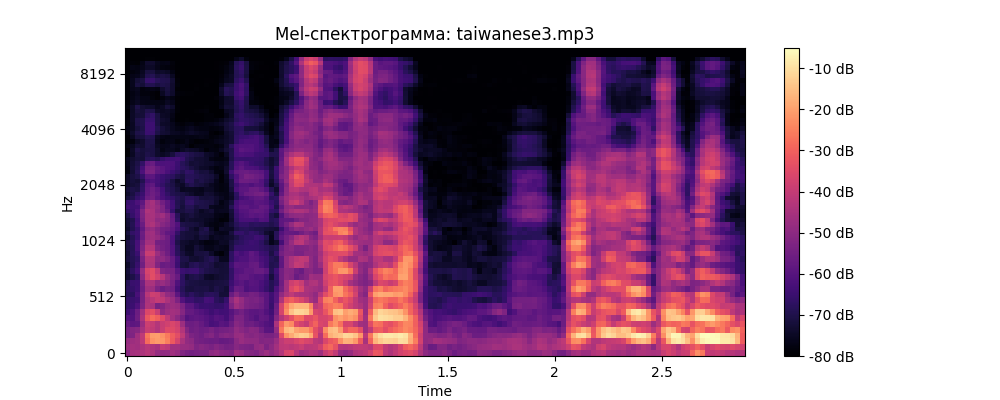 Mel-спектрограмма: taiwanese3.mp3
8192
4096
2048
1024
512
0
Hz
0 0.5 1 1.5 2 2.5
Time
-10 dB
-20 dB
-30 dB
-40 dB
-50 dB
-60 dB
-70 dB
-80 dB